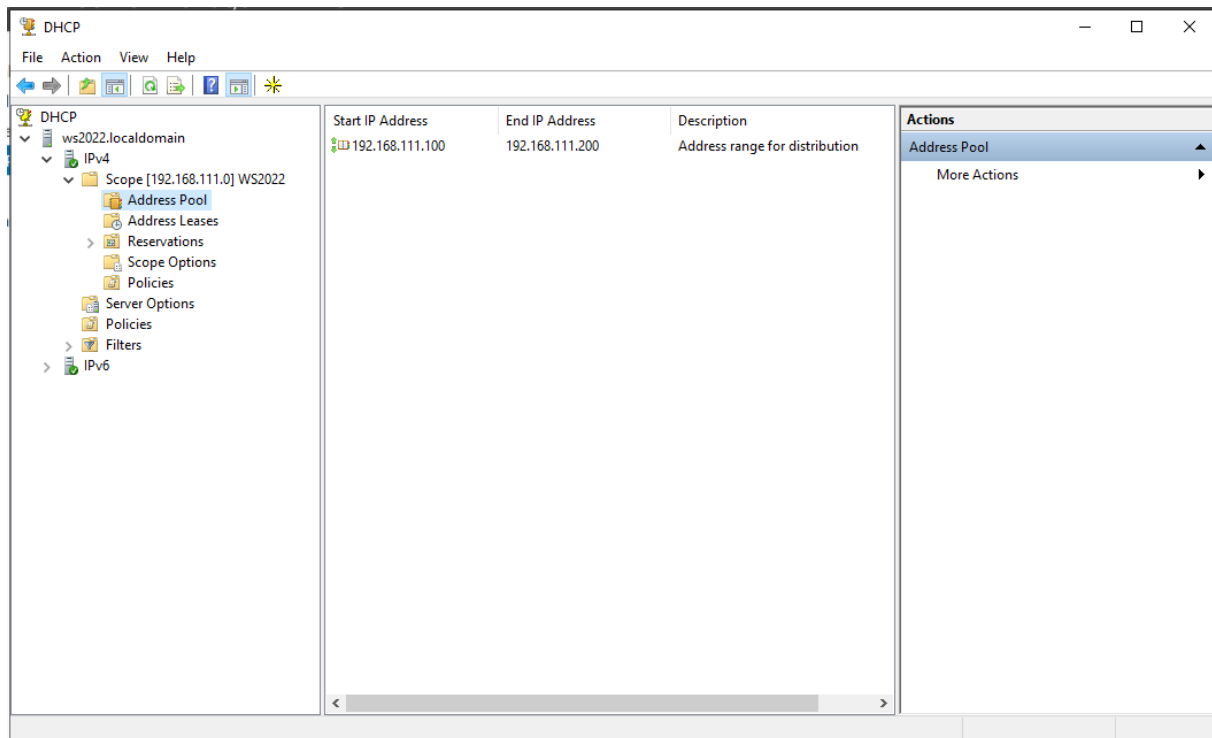 DHCP
File Action View Help
DHCP
ws2022.localdomain
IPv4
Scope [192.168.111.0] WS2022
Address Pool
Address Leases
Reservations
Scope Options
Policies
Server Options
Policies
Filters
IPv6
Start IP Address End IP Address Description
192.168.111.100 192.168.111.200 Address range for distribution
Actions
Address Pool
More Actions